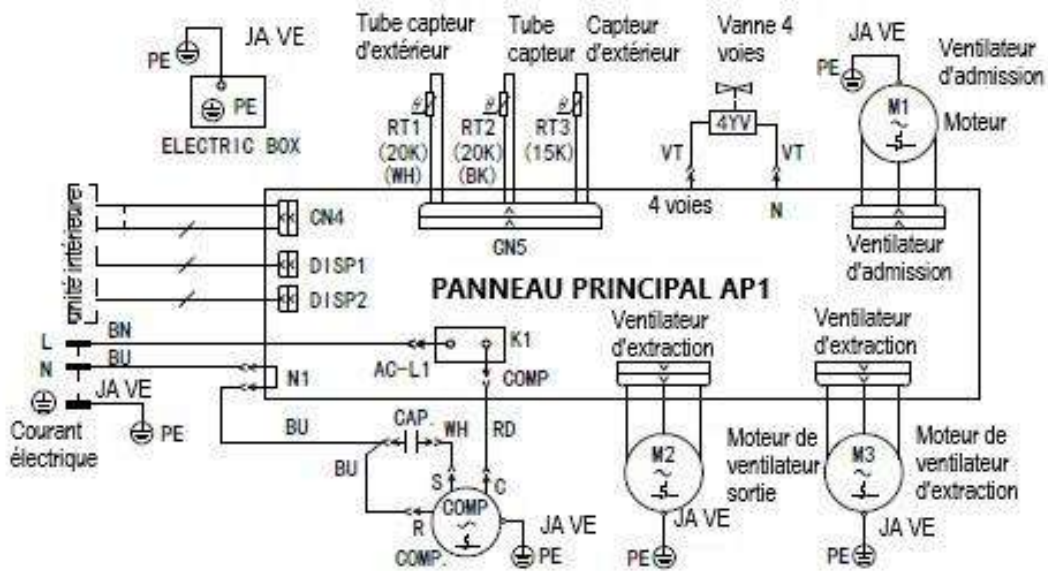 JA VE
PE
PE
ELECTRIC BOX
Tube capteur
d'extérieur
Tube
capteur
Capteur
d'extérieur
Vanne 4
voies
JA VE
PE
Ventilateur
d'admission
M1
Moteur
RT1
(20K)
(WH)
RT2
(20K)
(BK)
RT3
(15K)
4YV
VT
VT
4 voies
N
CN5
Ventilateur
d'admission
unité intérieure
CN4
DISP1
DISP2
PANNEAU PRINCIPAL AP1
L
BN
N
BU
JA VE
PE
Courant
électrique
N1
AC-L1
K1
COMP
Ventilateur
d'extraction
Ventilateur
d'extraction
BU
CAP.
WH
RD
BU
S
C
R
COMP
COMP.
JA VE
PE
M2
Moteur de
ventilateur
sortie
JA VE
PE
M3
Moteur de
ventilateur
d'extraction
JA VE
PE